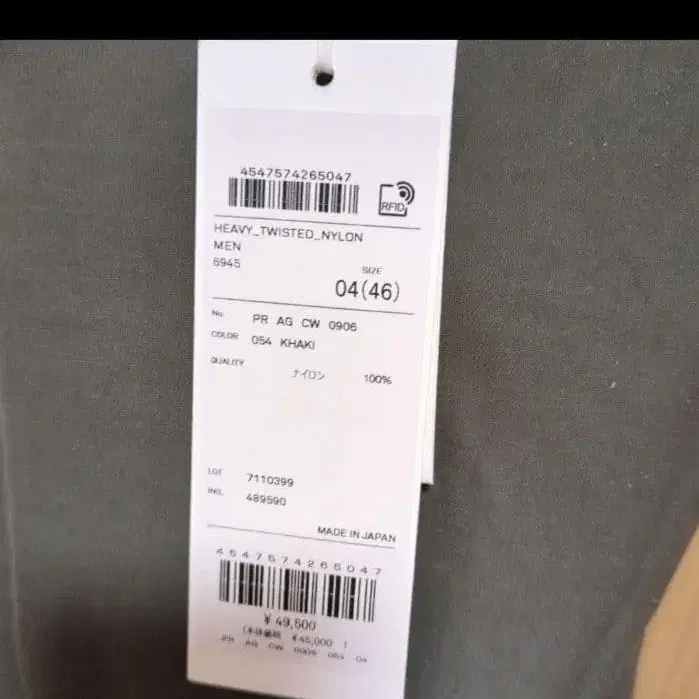 4547574265047
RFID
HEAVY_TWISTED_NYLON
MEN
6945
SIZE
04(46)
No. PR AG CW 0906
COLOR 054 KHAKI
QUALITY
ナイロン 100%
LOT 7110399
ING. 489590
MADE IN JAPAN
4547574265047
¥ 49,500
(本体価格 ¥45,000 )
PR AG CW 0906 054 04